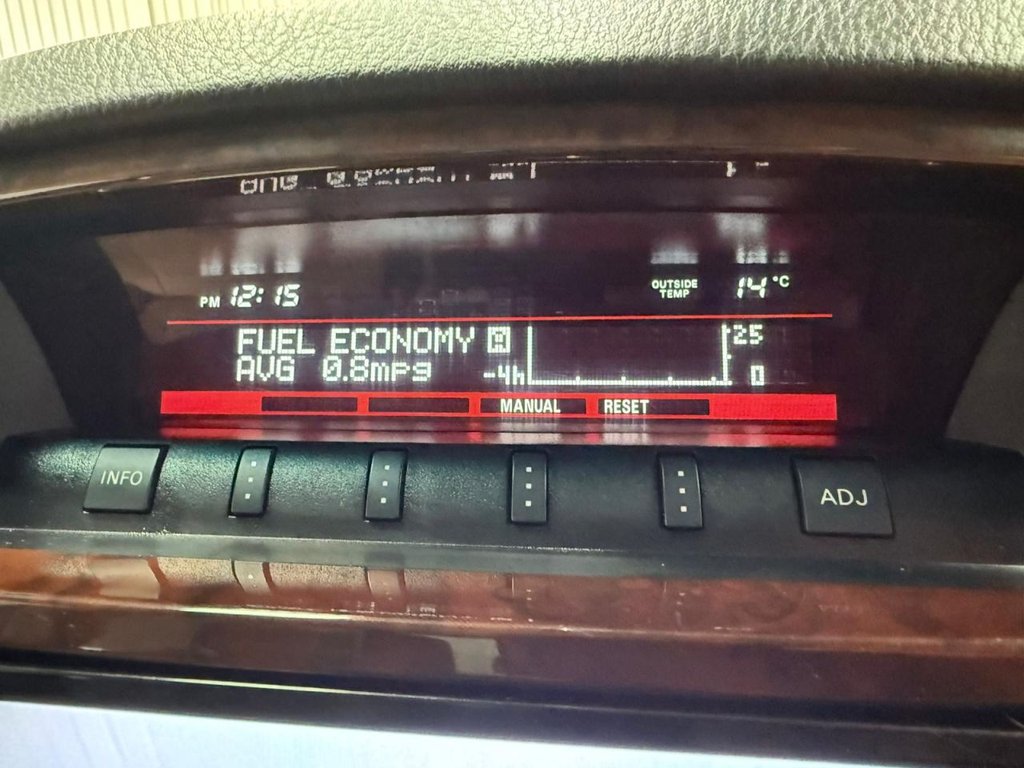 PM 12:15
OUTSIDE
TEMP
14 °C
FUEL ECONOMY M
AVG 0.8mpg
-4h
25
0
MANUAL RESET
INFO
ADJ